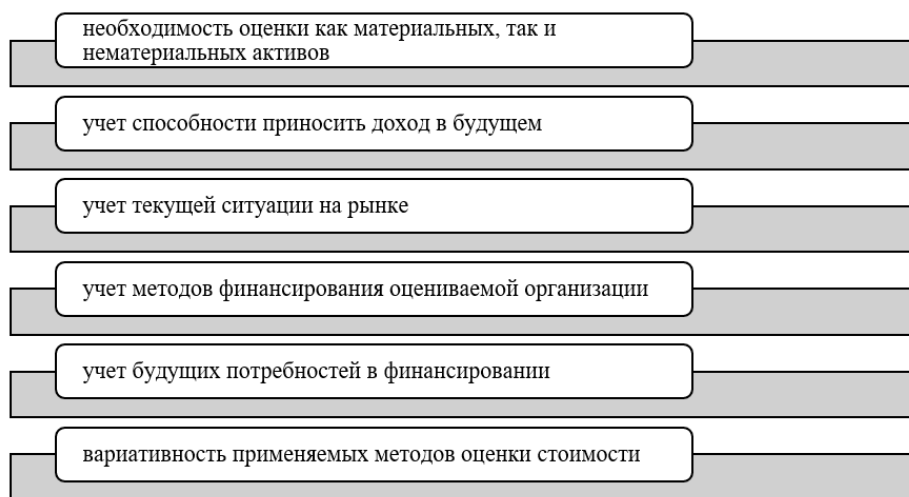 необходимость оценки как материальных, так и
нематериальных активов
учет способности приносить доход в будущем
учет текущей ситуации на рынке
учет методов финансирования оцениваемой организации
учет будущих потребностей в финансировании
вариативность применяемых методов оценки стоимости